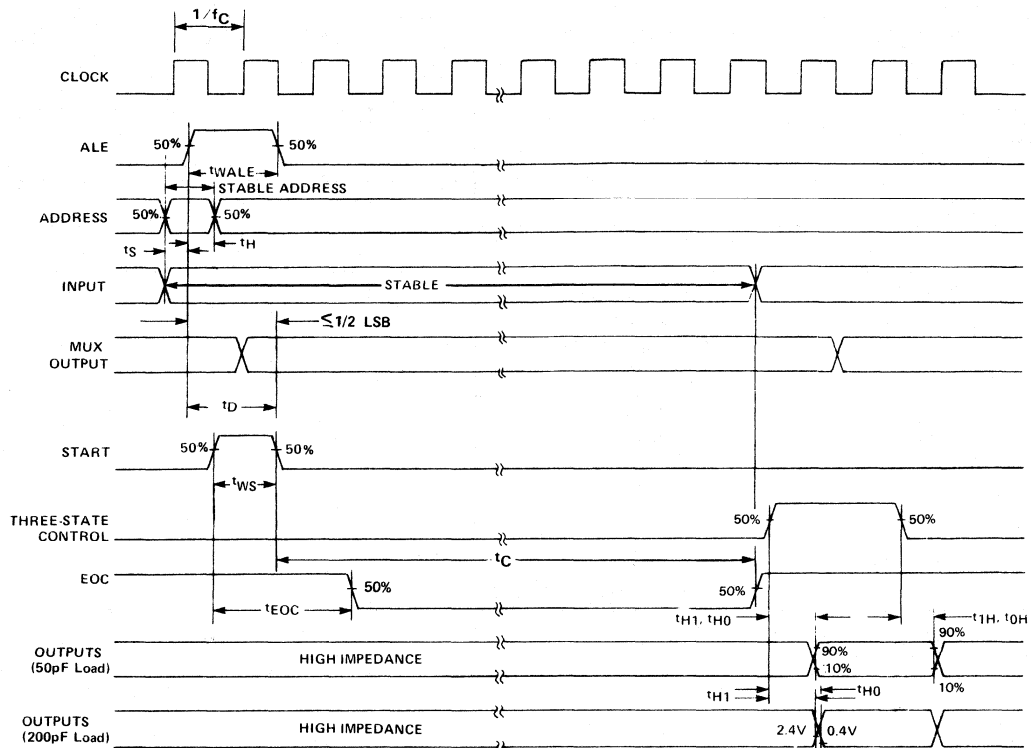 1/fC
CLOCK
ALE
50%
50%
tWALE
STABLE ADDRESS
ADDRESS
50%
50%
tS
tH
INPUT
STABLE
≤1/2 LSB
MUX
OUTPUT
tD
START
50%
50%
tWS
THREE-STATE
CONTROL
50%
50%
tC
EOC
50%
50%
tEOC
tH1, tH0
t1H, t0H
OUTPUTS
(50pF Load)
HIGH IMPEDANCE
90%
10%
90%
10%
tH1
tH0
OUTPUTS
(200pF Load)
HIGH IMPEDANCE
2.4V
0.4V